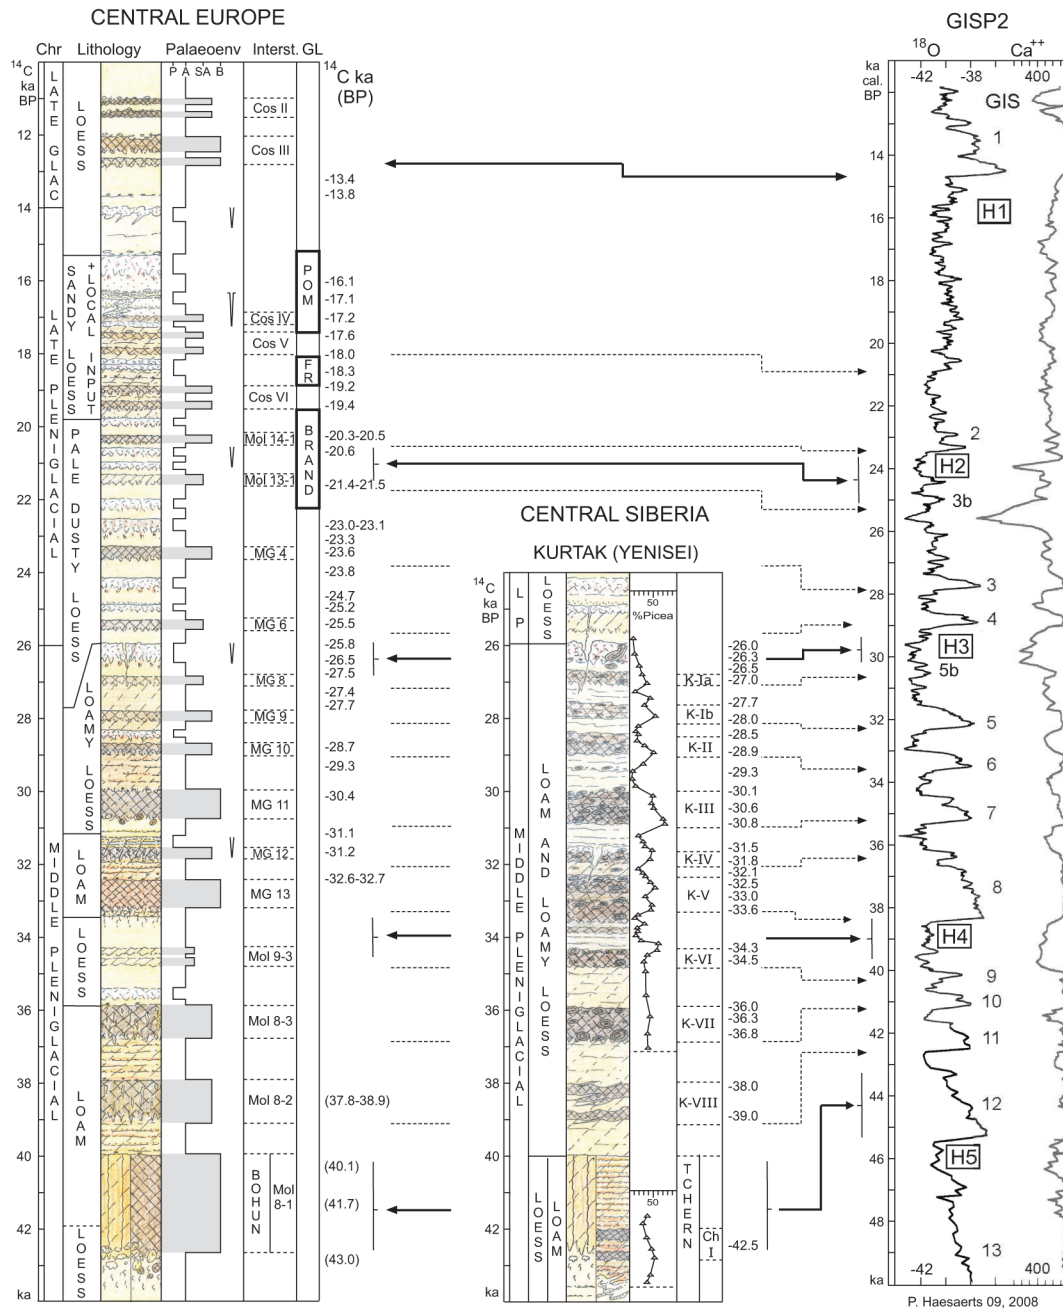 CENTRAL EUROPE
Chr Lithology Palaeoenv Interst. GL
14C ka BP
P A SA B
14C ka (BP)
12
14
16
18
20
22
24
26
28
30
32
34
36
38
40
42
ka
LATE GLAC
LATE PLENIGLACIAL
MIDDLE PLENIGLACIAL
LOESS
SANDY LOESS
+LOCAL INPUT
PALE DUSTY LOESS
LOAMY LOESS
LOAM
LOESS
LOAM
LOESS
Cos II
Cos III
Cos IV
Cos V
Cos VI
Mol 14-1
Mol 13-1
MG 4
MG 6
MG 8
MG 9
MG 10
MG 11
MG 12
MG 13
Mol 9-3
Mol 8-3
Mol 8-2
BOHUN
Mol 8-1
POM
FR
BRAND
-13.4
-13.8
-16.1
-17.1
-17.2
-17.6
-18.0
-18.3
-19.2
-19.4
-20.3-20.5
-20.6
-21.4-21.5
-23.0-23.1
-23.3
-23.6
-23.8
-24.7
-25.2
-25.5
-25.8
-26.5
-27.5
-27.4
-27.7
-28.7
-29.3
-30.4
-31.1
-31.2
-32.6-32.7
(37.8-38.9)
(40.1)
(41.7)
(43.0)
CENTRAL SIBERIA
KURTAK (YENISEI)
14C ka BP
26
28
30
32
34
36
38
40
42
ka
L P
MIDDLE PLENIGLACIAL
LOESS
LOAM AND LOAMY LOESS
LOESS
LOAM
50
%Picea
50
K-Ia
K-Ib
K-II
K-III
K-IV
K-V
K-VI
K-VII
K-VIII
TCHERN
Ch I
-26.0
-26.3
-26.5
-27.0
-27.7
-28.0
-28.5
-28.9
-29.3
-30.1
-30.6
-30.8
-31.5
-31.8
-32.1
-32.5
-33.0
-33.6
-34.3
-34.5
-36.0
-36.3
-36.8
-38.0
-39.0
-42.5
GISP2
18O Ca++
ka cal. BP
-42 -38 400
GIS
14
16
18
20
22
24
26
28
30
32
34
36
38
40
42
44
46
48
ka
1
H1
2
H2
3b
3
4
H3
5b
5
6
7
8
H4
9
10
11
12
H5
13
-42 400
P. Haesaerts 09, 2008